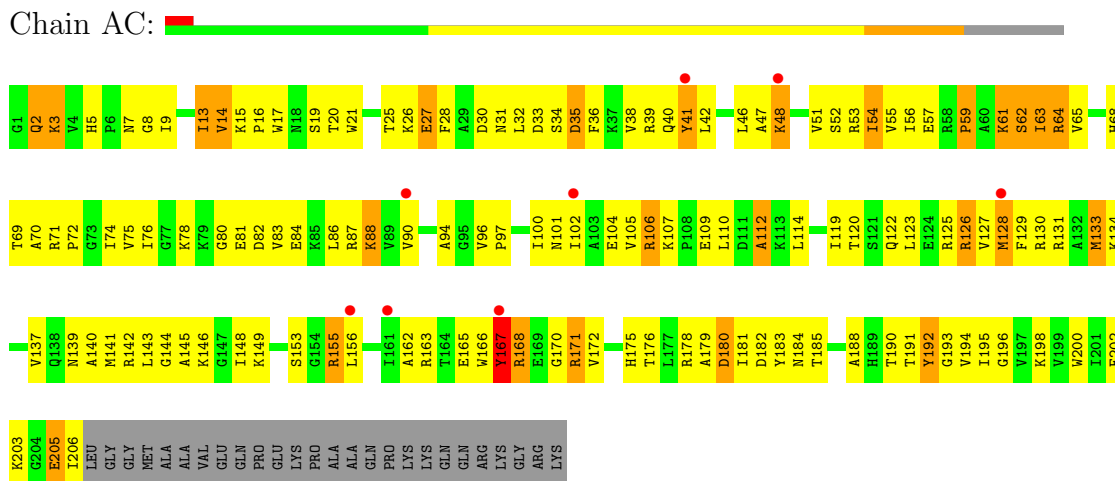 Chain AC:
G1 Q2 K3 V4 H5 P6 N7 G8 I9 I13 V14 K15 P16 W17 N18 S19 T20 W21 T25 K26 E27 F28 A29 D30 N31 L32 D33 S34 D35 F36 K37 V38 R39 Q40 Y41 L42 L46 A47 K48 V51 S52 R53 I54 V55 I56 E57 R58 P59 A60 K61 S62 I63 R64 V65 H68
T69 A70 R71 P72 G73 I74 V75 I76 G77 K78 K79 G80 E81 D82 V83 E84 K85 L86 R87 K88 V89 V90 A94 G95 V96 P97 I100 N101 I102 A103 E104 V105 R106 K107 P108 E109 L110 D111 A112 K113 L114 I119 T120 S121 Q122 L123 E124 R125 R126 V127 M128 F129 R130 R131 A132 M133 K134
V137 Q138 N139 A140 M141 R142 L143 G144 A145 K146 G147 I148 K149 S153 G154 R155 L156 I161 A162 R163 T164 E165 W166 Y167 R168 E169 G170 R171 V172 H175 T176 L177 R178 A179 D180 I181 D182 Y183 N184 T185 A188 H189 T190 T191 Y192 G193 V194 I195 G196 V197 K198 V199 W200 I201
K203 G204 E205 I206 LEU GLY GLY MET ALA ALA VAL GLU GLN PRO GLU LYS PRO ALA ALA GLN PRO LYS LYS GLN GLN ARG LYS GLY ARG LYS